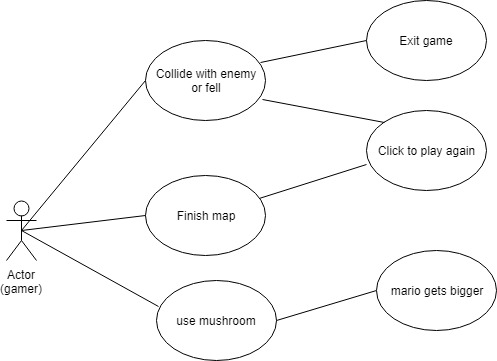 Exit game
Collide with enemy
or fell
Click to play again
Finish map
Actor
(gamer)
mario gets bigger
use mushroom